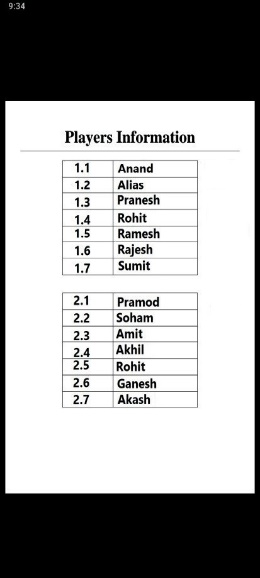 9:34
Players Information
1.1 Anand
1.2 Alias
1.3 Pranesh
1.4 Rohit
1.5 Ramesh
1.6 Rajesh
1.7 Sumit
2.1 Pramod
2.2 Soham
2.3 Amit
2.4 Akhil
2.5 Rohit
2.6 Ganesh
2.7 Akash